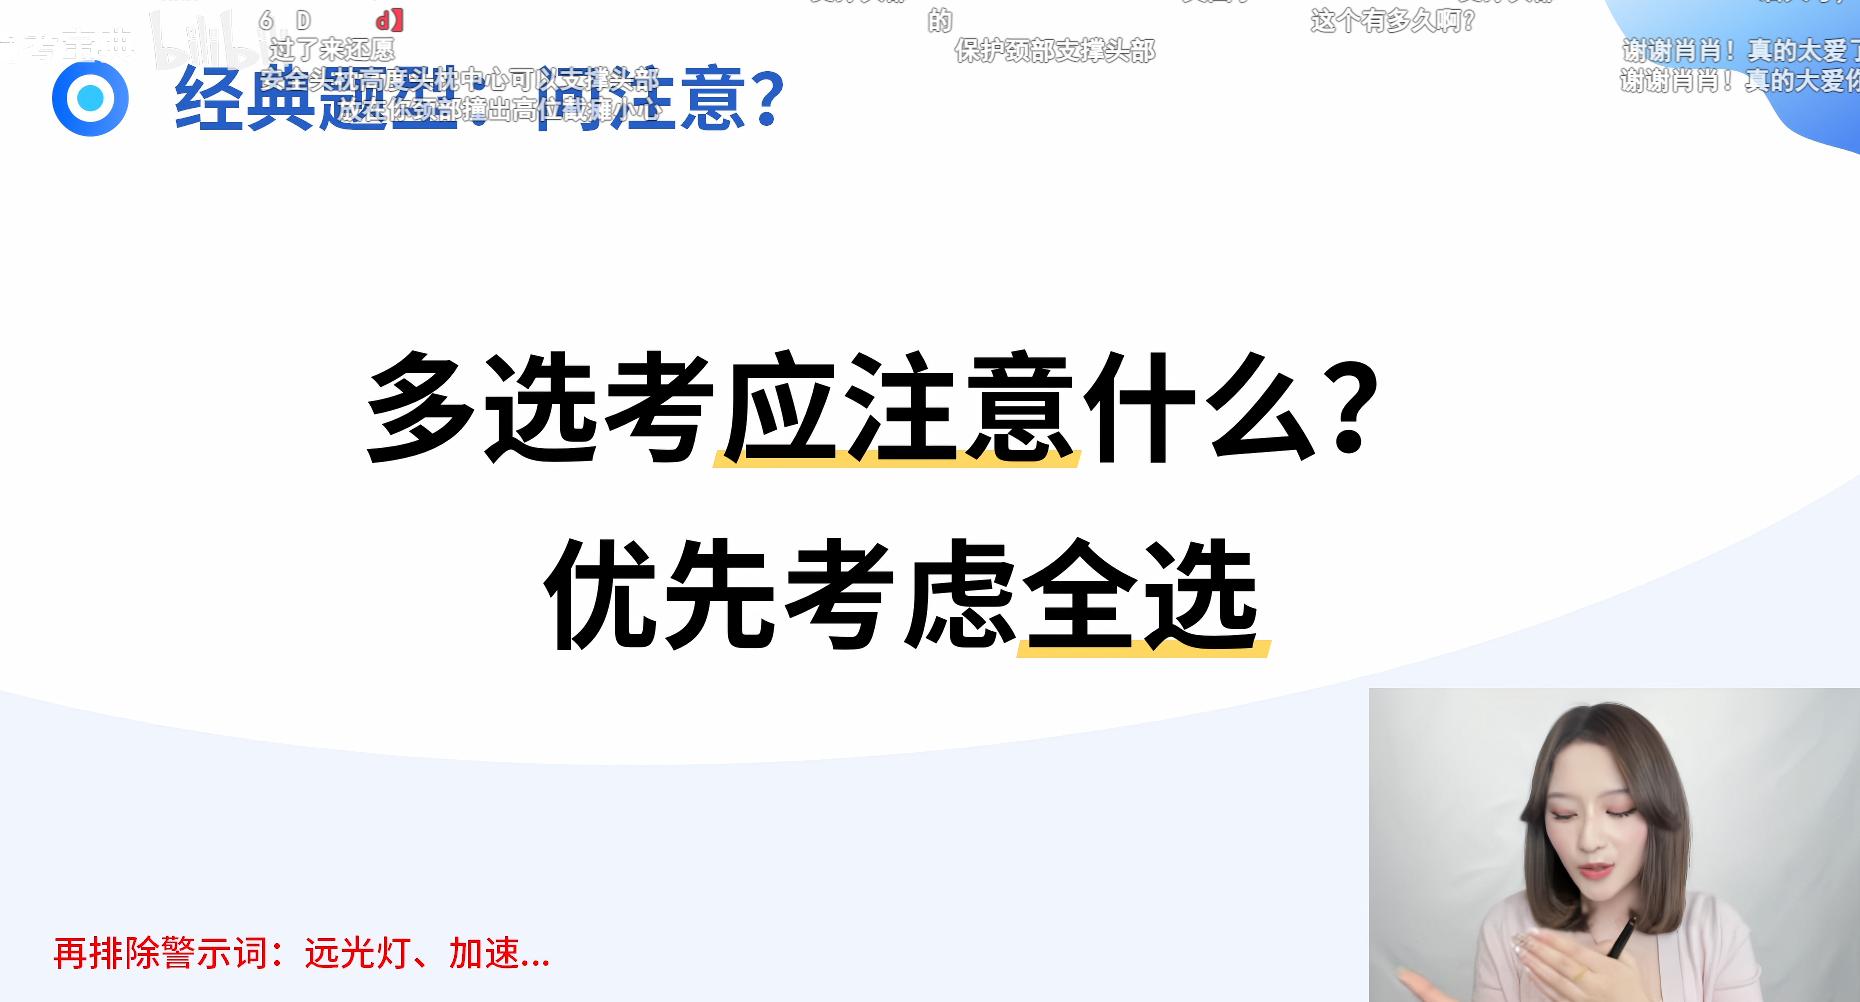 6 D d】
的
这个有多久啊?
过了来还愿
保护颈部支撑头部
谢谢肖肖！真的太爱了
bilibili
安全头枕高度头枕中心可以支撑头部
谢谢肖肖！真的大爱你
经典题型：问注意?
放在你颈部撞出高位截瘫小心
多选考应注意什么?
优先考虑全选
再排除警示词：远光灯、加速...